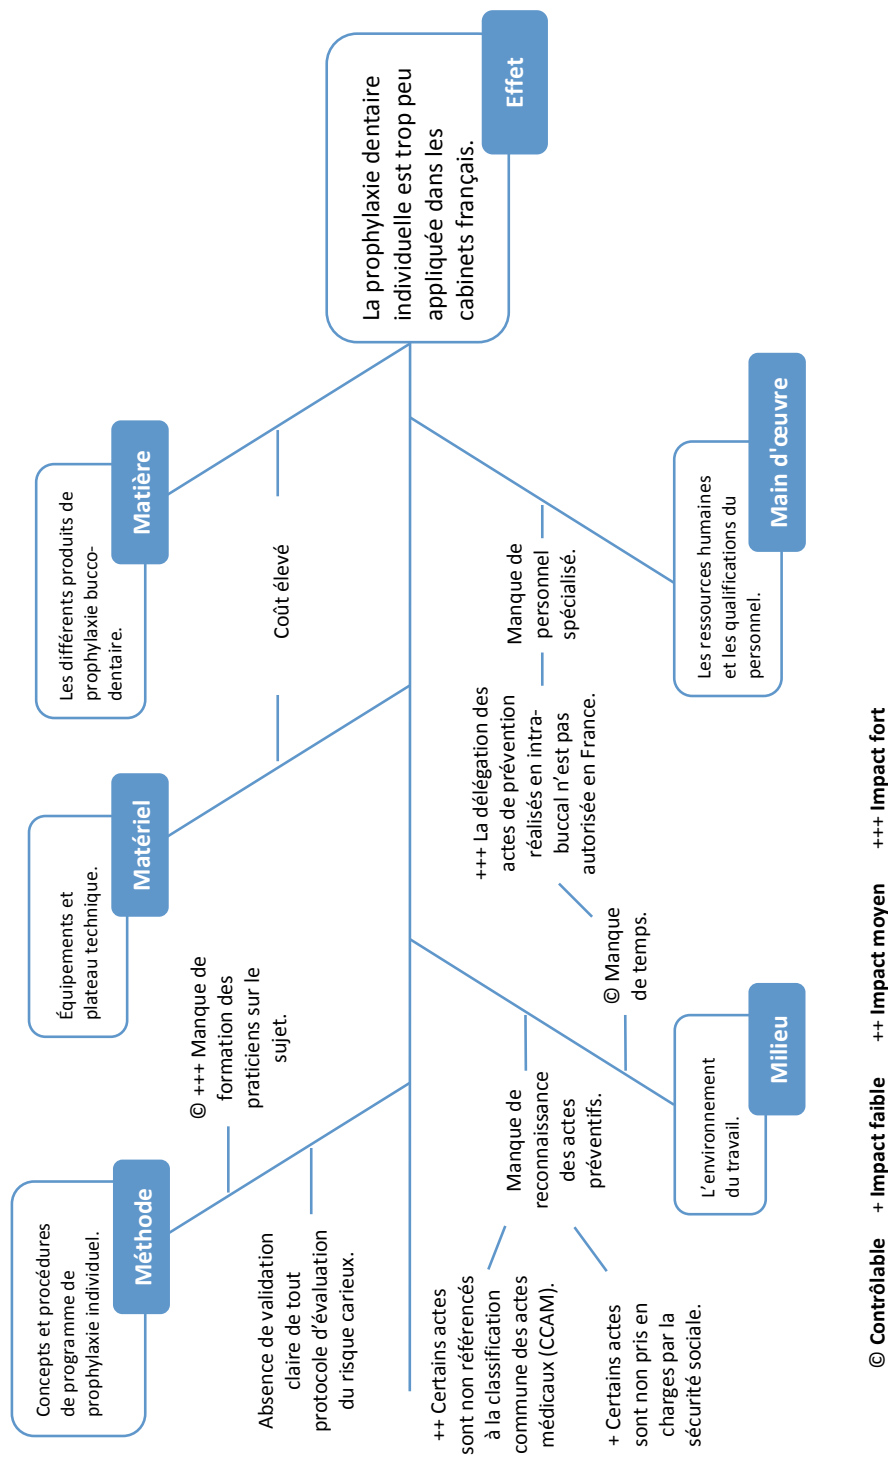 Concepts et procédures
de programme de
prophylaxie individuel.
Méthode
Équipements et
plateau technique.
Matériel
Les différents produits de
prophylaxie bucco-
dentaire.
Matière
© +++ Manque de
formation des
praticiens sur le
sujet.
Absence de validation
claire de tout
protocole d'évaluation
du risque carieux.
Coût élevé
La prophylaxie dentaire
individuelle est trop peu
appliquée dans les
cabinets français.
Effet
++ Certains actes
sont non référencés
à la classification
commune des actes
médicaux (CCAM).
+ Certains actes
sont non pris en
charges par la
sécurité sociale.
Manque de
reconnaissance
des actes
préventifs.
© Manque
de temps.
+++ La délégation des
actes de prévention
réalisés en intra-
buccal n'est pas
autorisée en France.
Manque de
personnel
spécialisé.
L'environnement
du travail.
Milieu
Les ressources humaines
et les qualifications du
personnel.
Main d'œuvre
© Contrôlable + Impact faible ++ Impact moyen +++ Impact fort